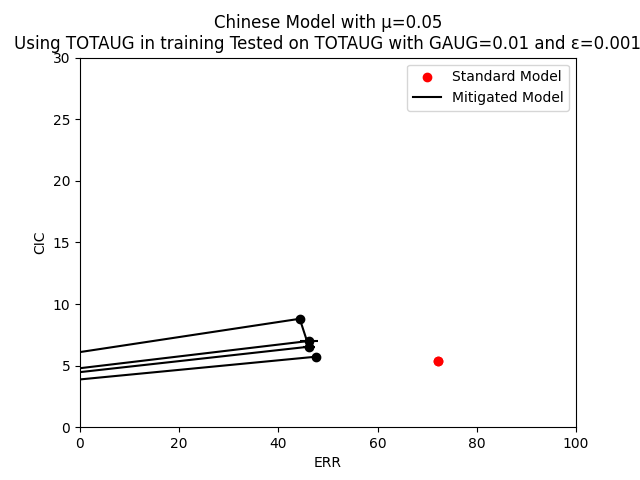 Chinese Model with μ=0.05
Using TOTAUG in training Tested on TOTAUG with GAUG=0.01 and ε=0.001
Standard Model
Mitigated Model
30
25
20
15
10
5
0
CIC
0 20 40 60 80 100
ERR